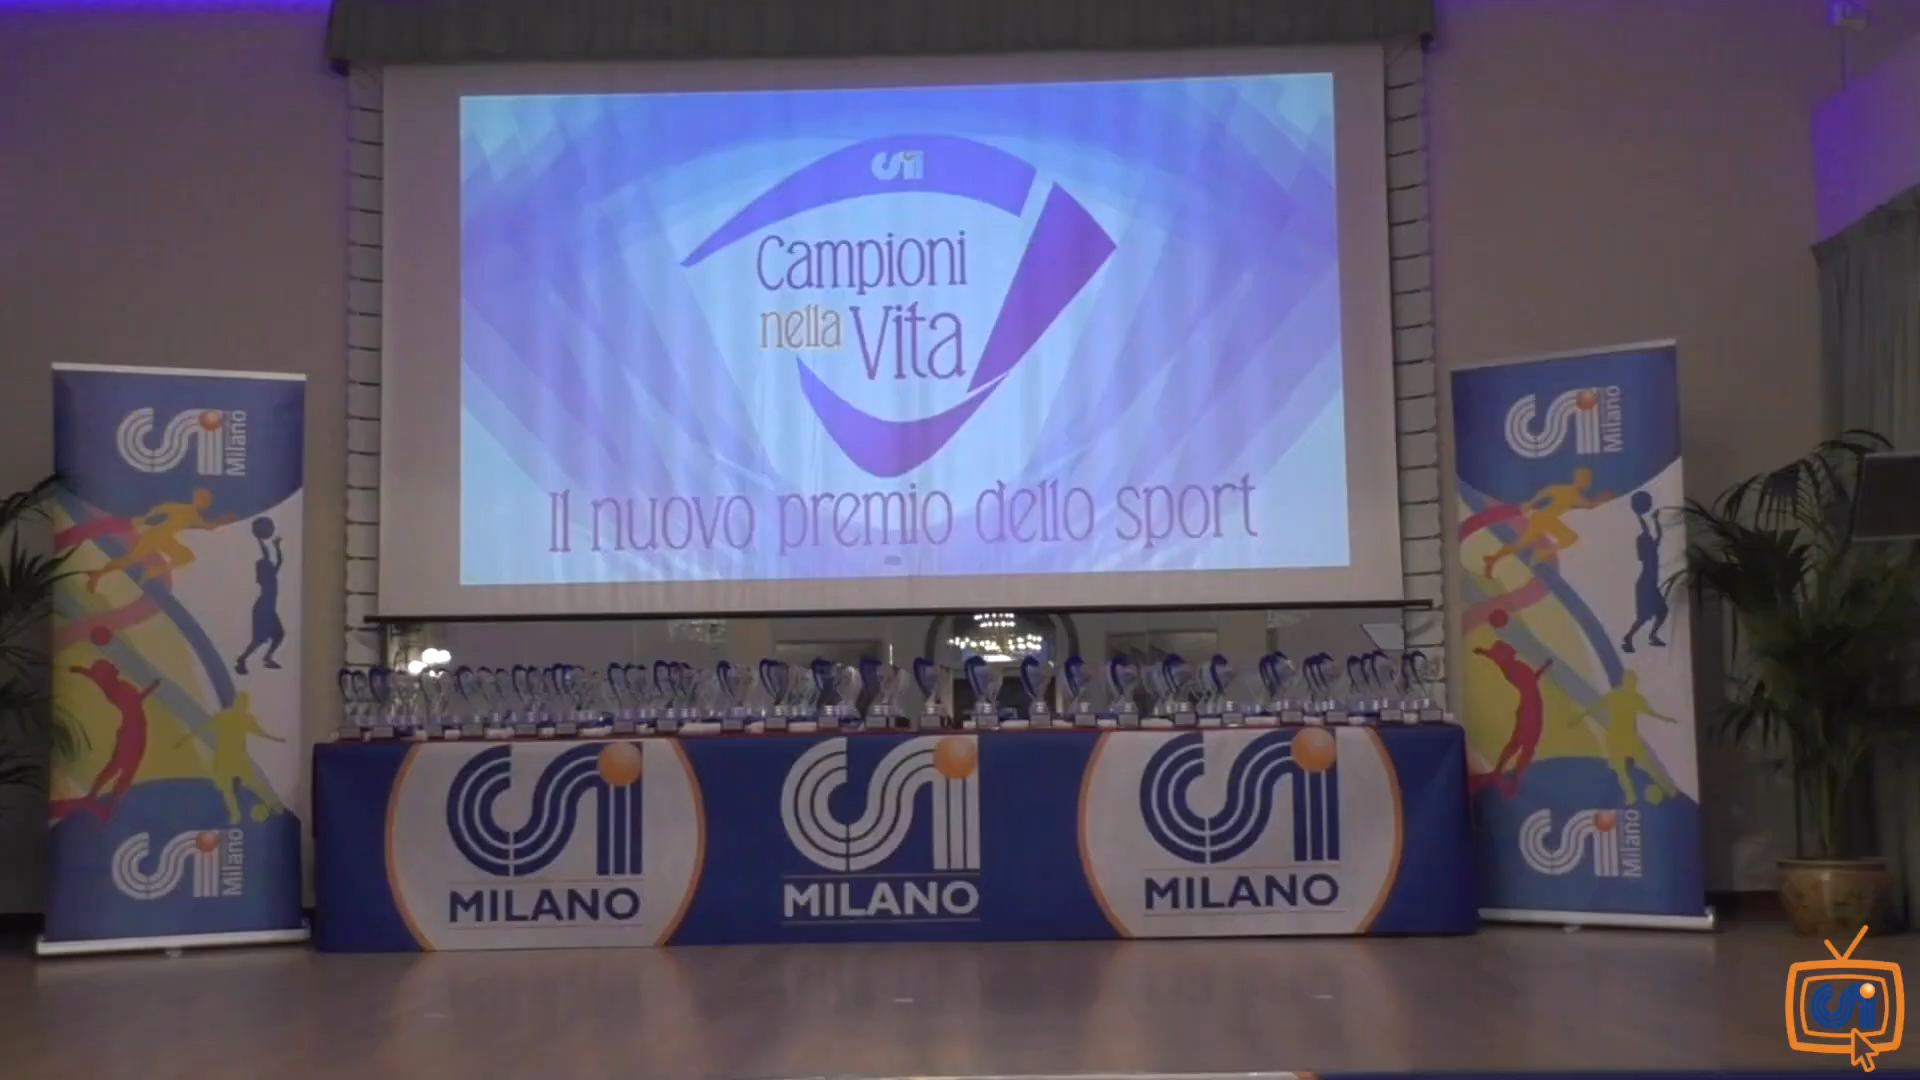 CSI
Campioni
nella Vita
Il nuovo premio dello sport
CSI Milano
CSI Milano
CSI Milano
CSI Milano
CSI
MILANO
CSI
MILANO
CSI
MILANO
CSI